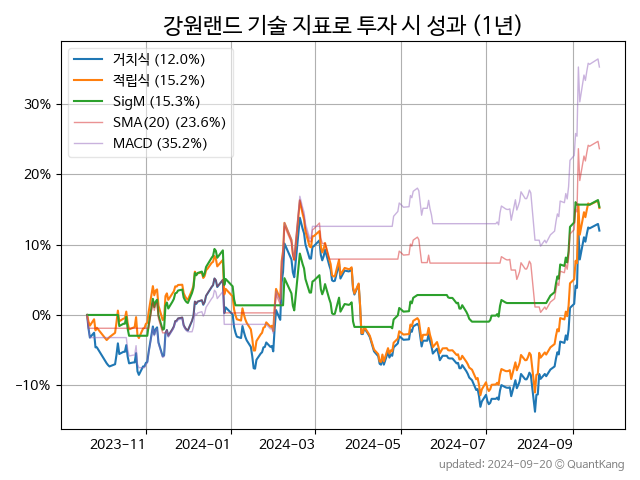 강원랜드 기술 지표로 투자 시 성과 (1년)
거치식 (12.0%)
적립식 (15.2%)
SigM (15.3%)
SMA(20) (23.6%)
MACD (35.2%)
30%
20%
10%
0%
−10%
2023-11 2024-01 2024-03 2024-05 2024-07 2024-09
updated: 2024-09-20 © QuantKang